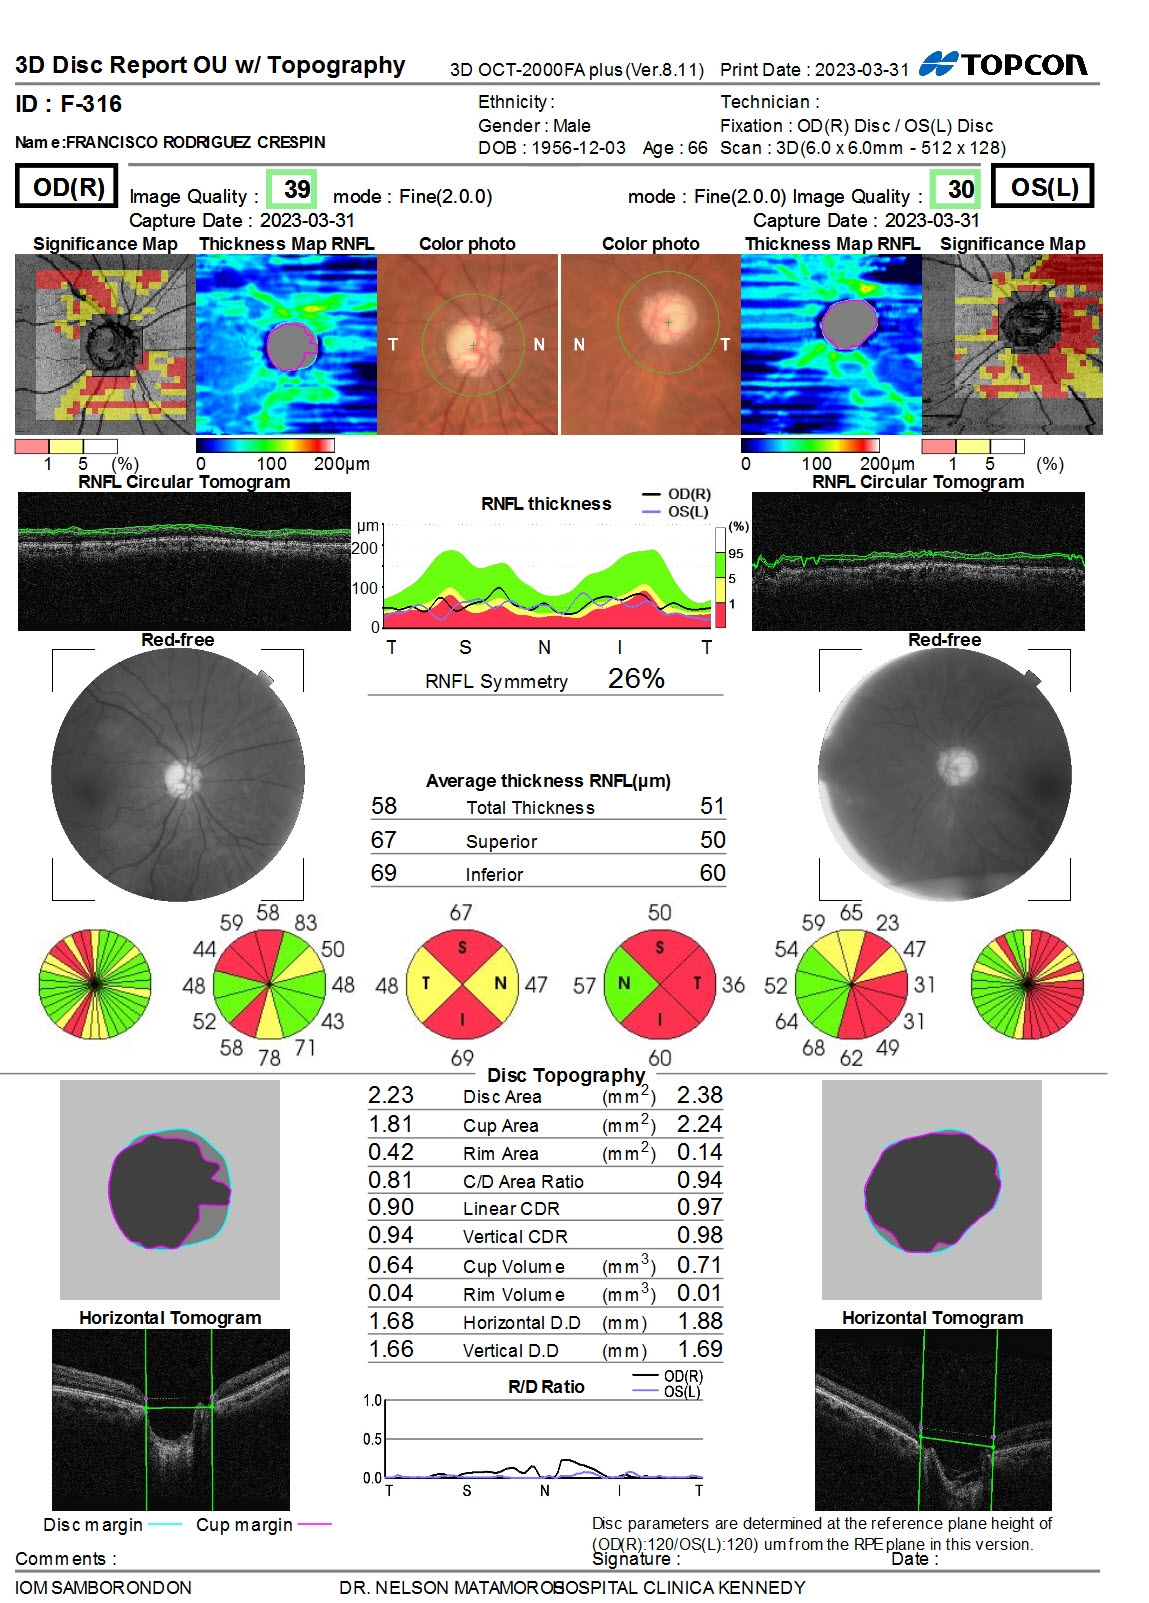 3D Disc Report OU w/ Topography
3D OCT-2000FA plus(Ver.8.11) Print Date : 2023-03-31 TOPCON
ID : F-316
Ethnicity :
Technician :
Gender : Male
Fixation : OD(R) Disc / OS(L) Disc
Name:FRANCISCO RODRIGUEZ CRESPIN
DOB : 1956-12-03 Age : 66 Scan : 3D(6.0 x 6.0mm - 512 x 128)
OD(R)
Image Quality : 39 mode : Fine(2.0.0)
mode : Fine(2.0.0) Image Quality : 30
OS(L)
Capture Date : 2023-03-31
Capture Date : 2023-03-31
Significance Map Thickness Map RNFL Color photo Color photo Thickness Map RNFL Significance Map
T N N T
1 5 (%) 0 100 200µm 0 100 200µm 1 5 (%)
RNFL Circular Tomogram
RNFL Circular Tomogram
RNFL thickness
OD(R)
OS(L)
µm
200
100
0
(%)
95
5
1
T S N I T
Red-free
Red-free
RNFL Symmetry 26%
Average thickness RNFL(µm)
58 Total Thickness 51
67 Superior 50
69 Inferior 60
59 58 83
44 50
48 48
52 43
58 78 71
67
S
48 T N 47
I
69
50
S
57 N T 36
I
60
59 65 23
54 47
52 31
64 31
68 62 49
Disc Topography
2.23 Disc Area (mm2) 2.38
1.81 Cup Area (mm2) 2.24
0.42 Rim Area (mm2) 0.14
0.81 C/D Area Ratio 0.94
0.90 Linear CDR 0.97
0.94 Vertical CDR 0.98
0.64 Cup Volume (mm3) 0.71
0.04 Rim Volume (mm3) 0.01
1.68 Horizontal D.D (mm) 1.88
1.66 Vertical D.D (mm) 1.69
Horizontal Tomogram
Horizontal Tomogram
R/D Ratio
OD(R)
OS(L)
1.0
0.5
0.0
T S N I T
Disc margin Cup margin
Disc parameters are determined at the reference plane height of
(OD(R):120/OS(L):120) um from the RPE plane in this version.
Comments :
Signature :
Date :
IOM SAMBORONDON
DR. NELSON MATAMOROS
HOSPITAL CLINICA KENNEDY